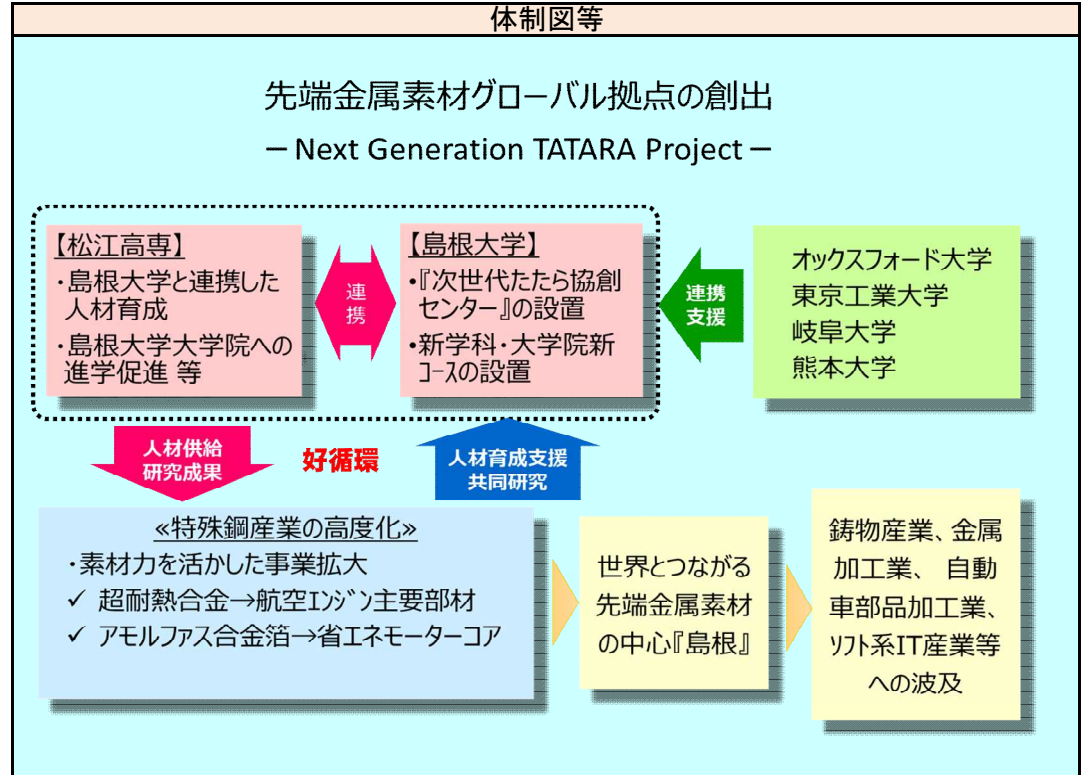 体制図等
先端金属素材グローバル拠点の創出
－Next Generation TATARA Project－
【松江高専】
・島根大学と連携した
人材育成
・島根大学大学院への
進学促進 等
連
携
【島根大学】
•『次世代たたら協創
センター』の設置
•新学科・大学院新
ｺｰｽの設置
連携
支援
オックスフォード大学
東京工業大学
岐阜大学
熊本大学
人材供給
研究成果
好循環
人材育成支援
共同研究
≪特殊鋼産業の高度化≫
・素材力を活かした事業拡大
✓ 超耐熱合金→航空ｴﾝｼﾞﾝ主要部材
✓ アモルファス合金箔→省エネモーターコア
世界とつながる
先端金属素材
の中心『島根』
鋳物産業、金属
加工業、 自動
車部品加工業、
ｿﾌﾄ系IT産業等
への波及